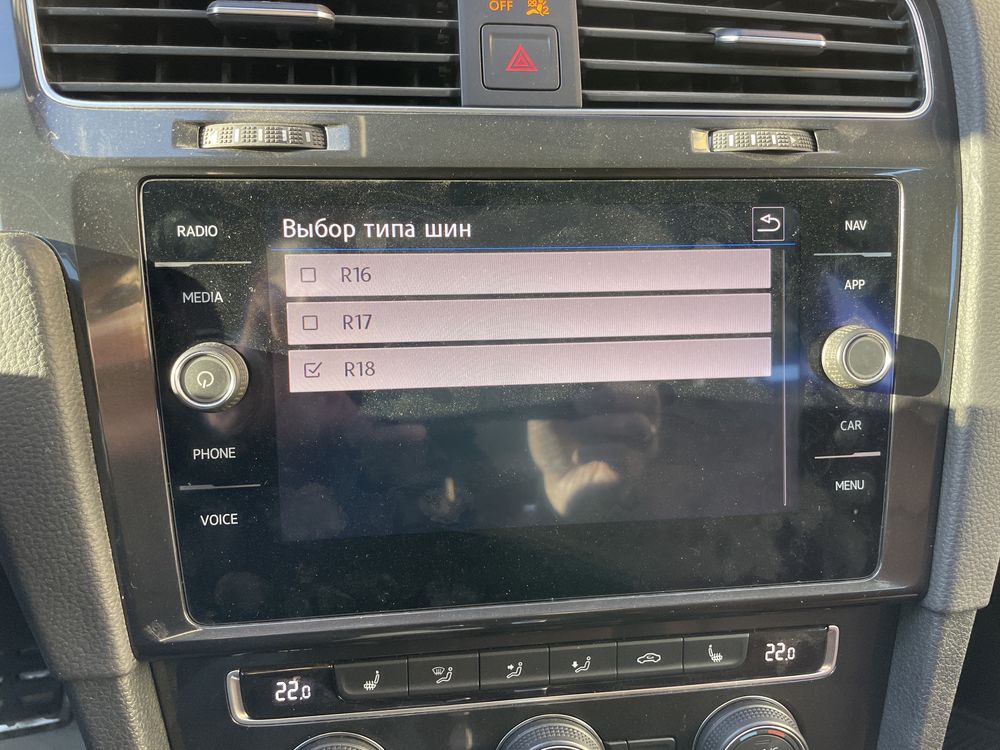 OFF
RADIO
MEDIA
PHONE
VOICE
Выбор типа шин
R16
R17
R18
NAV
APP
CAR
MENU
22.0
22.0